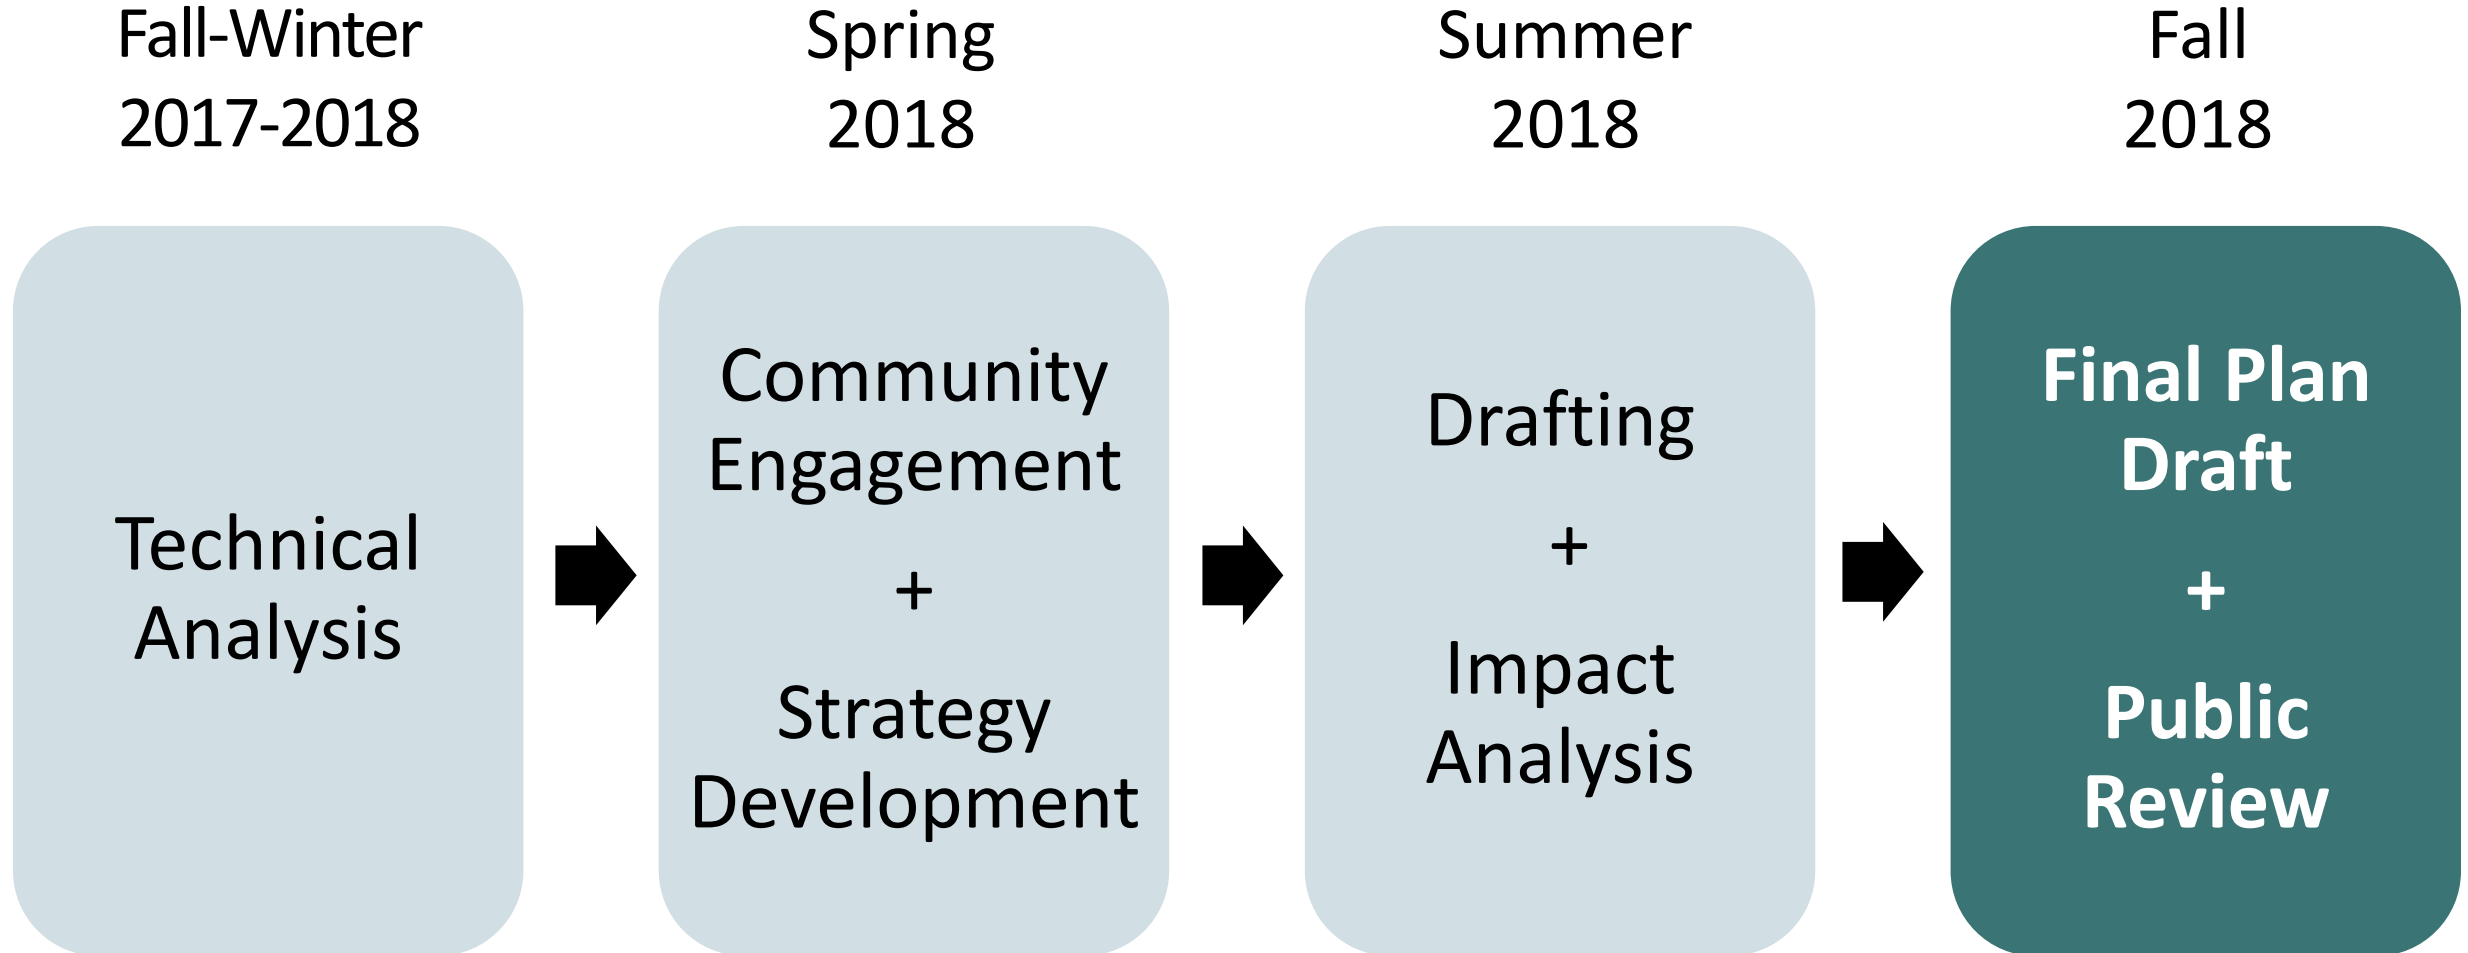 Fall-Winter
2017-2018
Spring
2018
Summer
2018
Fall
2018
Technical
Analysis
Community
Engagement
+
Strategy
Development
Drafting
+
Impact
Analysis
Final Plan
Draft
+
Public
Review